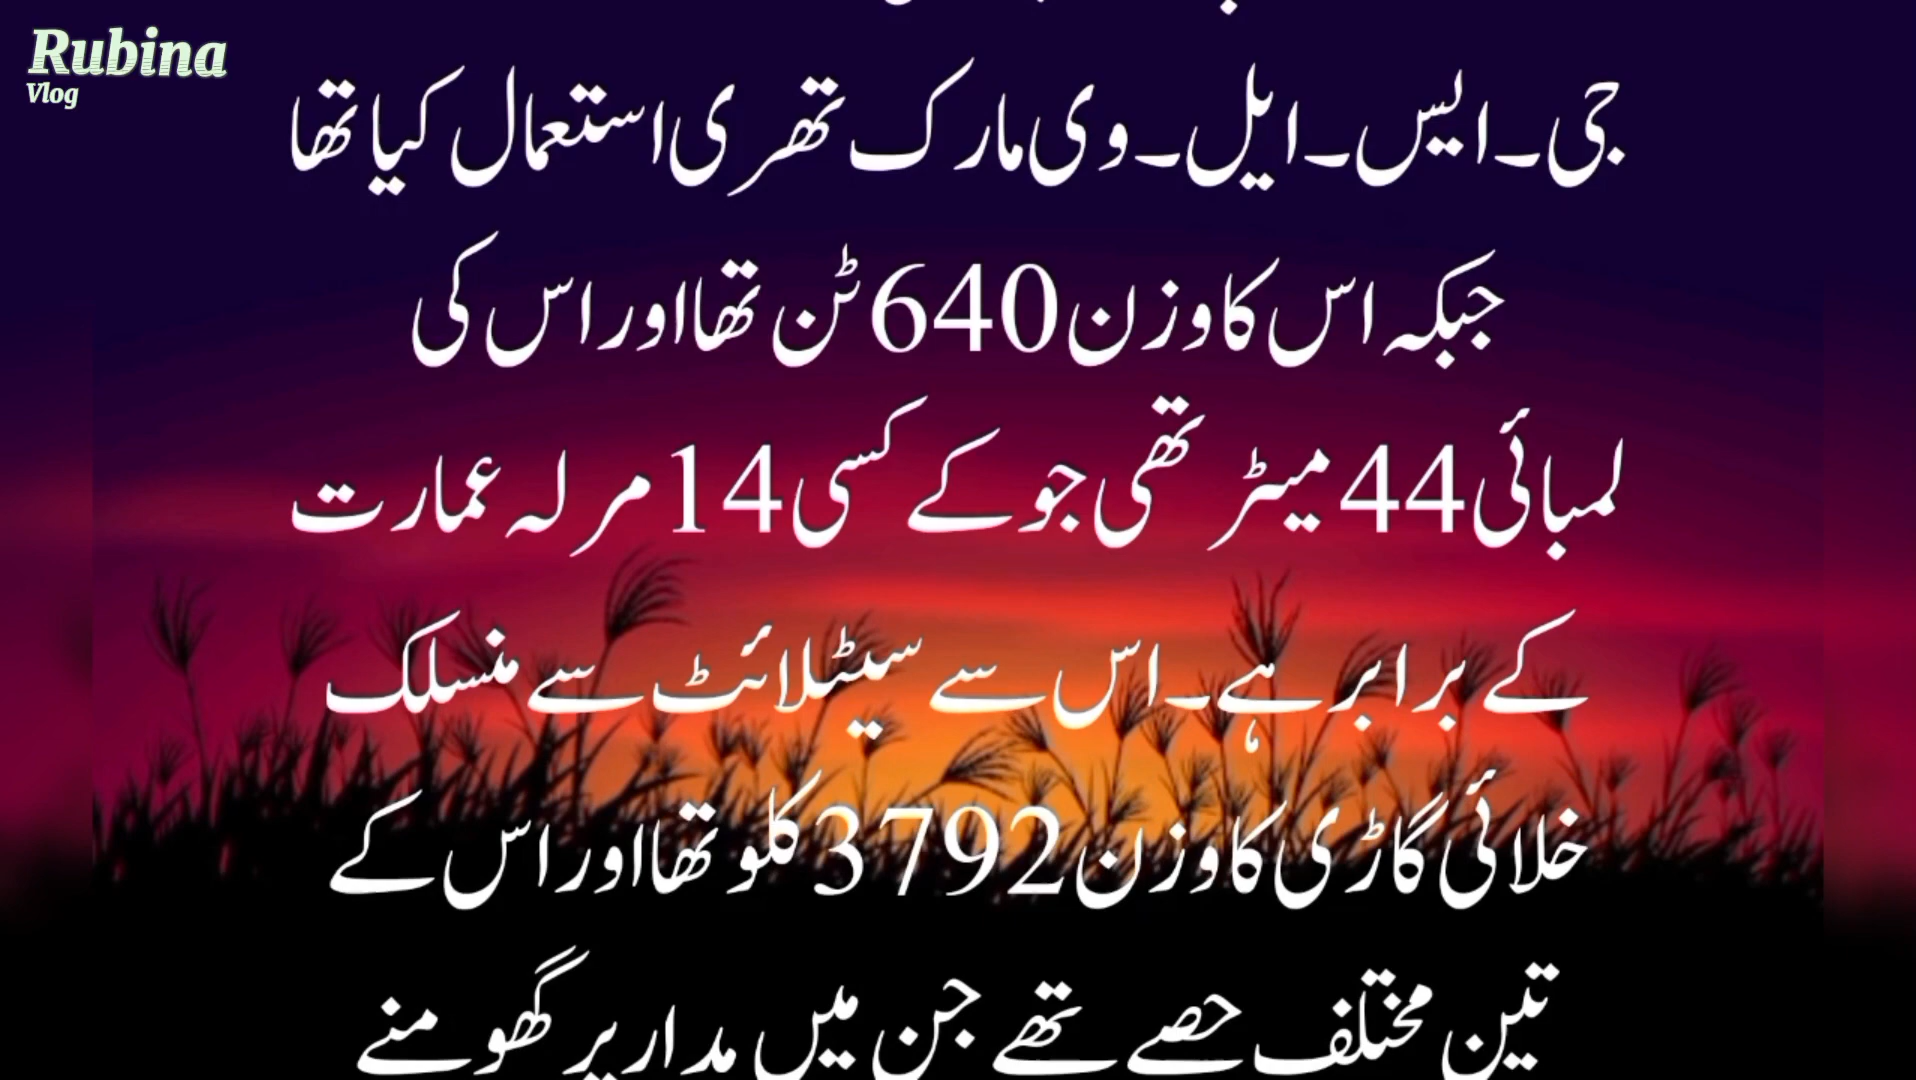 Rubina
Vlog
جی۔ایس۔ایل۔وی مارک تھری استعمال کیا تھا
جبکہ اس کا وزن 640 ٹن تھا اور اس کی
لمبائی 44 میٹر تھی جو کے کسی 14 مرلہ عمارت
کے برابر ہے۔اس سے سیٹلائٹ سے منسلک
خلائی گاڑی کا وزن 3792 کلو تھا اور اس کے
تین مختلف حصے تھے جن میں مدار پر گھومنے